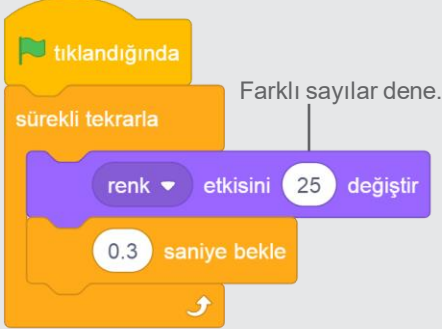 tıklandığında
Farklı sayılar dene.
sürekli tekrarla
renk etkisini 25 değiştir
0.3 saniye bekle